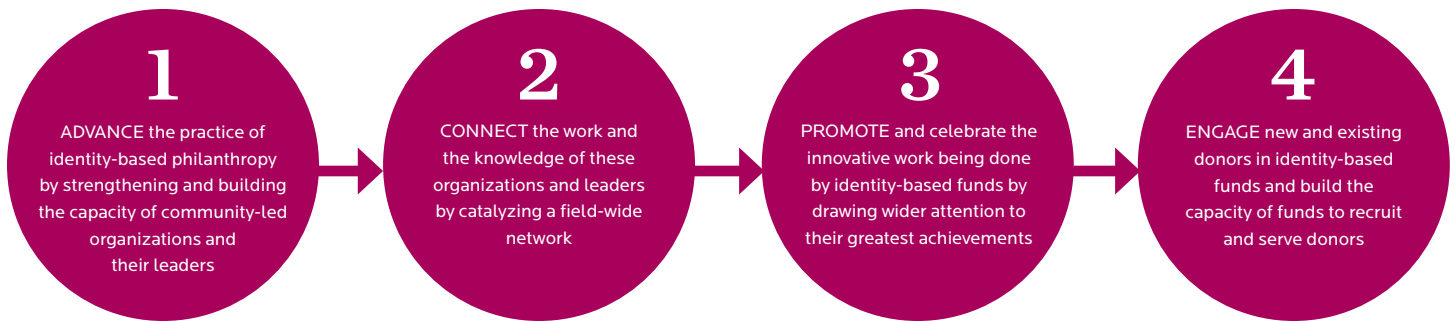 1
ADVANCE the practice of
identity-based philanthropy
by strengthening and building
the capacity of community-led
organizations and
their leaders
2
CONNECT the work and
the knowledge of these
organizations and leaders
by catalyzing a field-wide
network
3
PROMOTE and celebrate the
innovative work being done
by identity-based funds by
drawing wider attention to
their greatest achievements
4
ENGAGE new and existing
donors in identity-based
funds and build the
capacity of funds to recruit
and serve donors